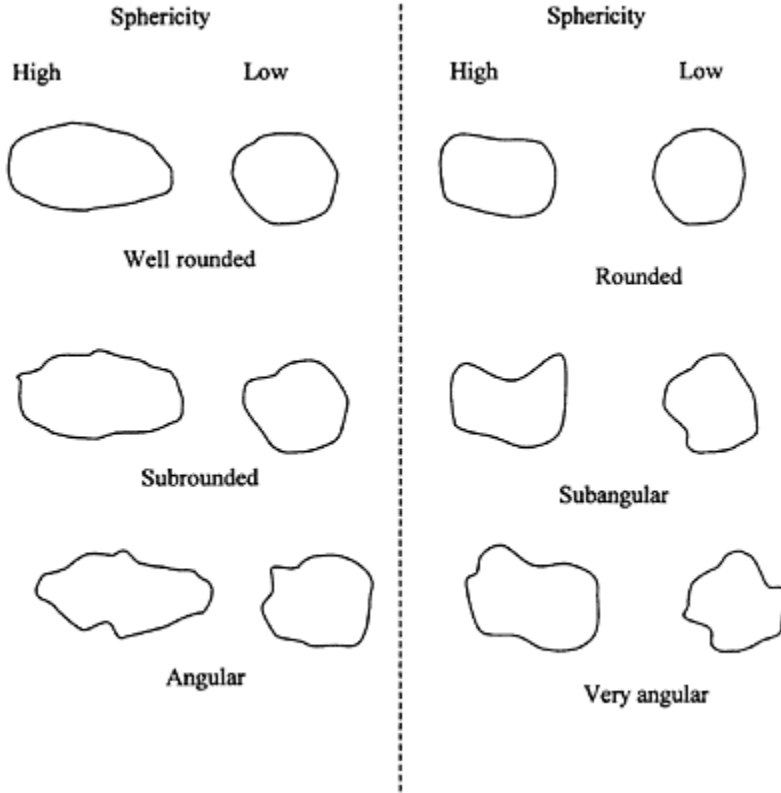 Sphericity
High Low
Well rounded
Subrounded
Angular
Sphericity
High Low
Rounded
Subangular
Very angular